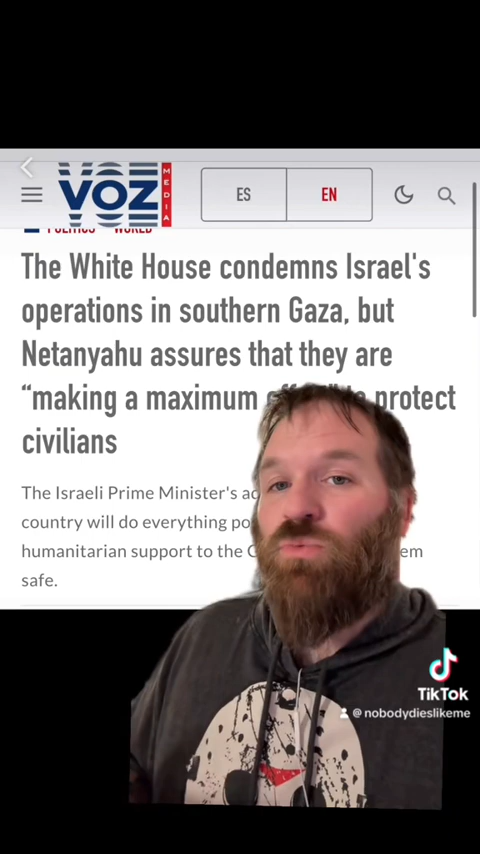 VOZ
MEDIA
ES
EN
POLITICS WORLD
The White House condemns Israel's
operations in southern Gaza, but
Netanyahu assures that they are
“making a maximum to protect
civilians
The Israeli Prime Minister's
country will do everything
humanitarian support to the
safe.
TikTok
@nobodydieslikeme